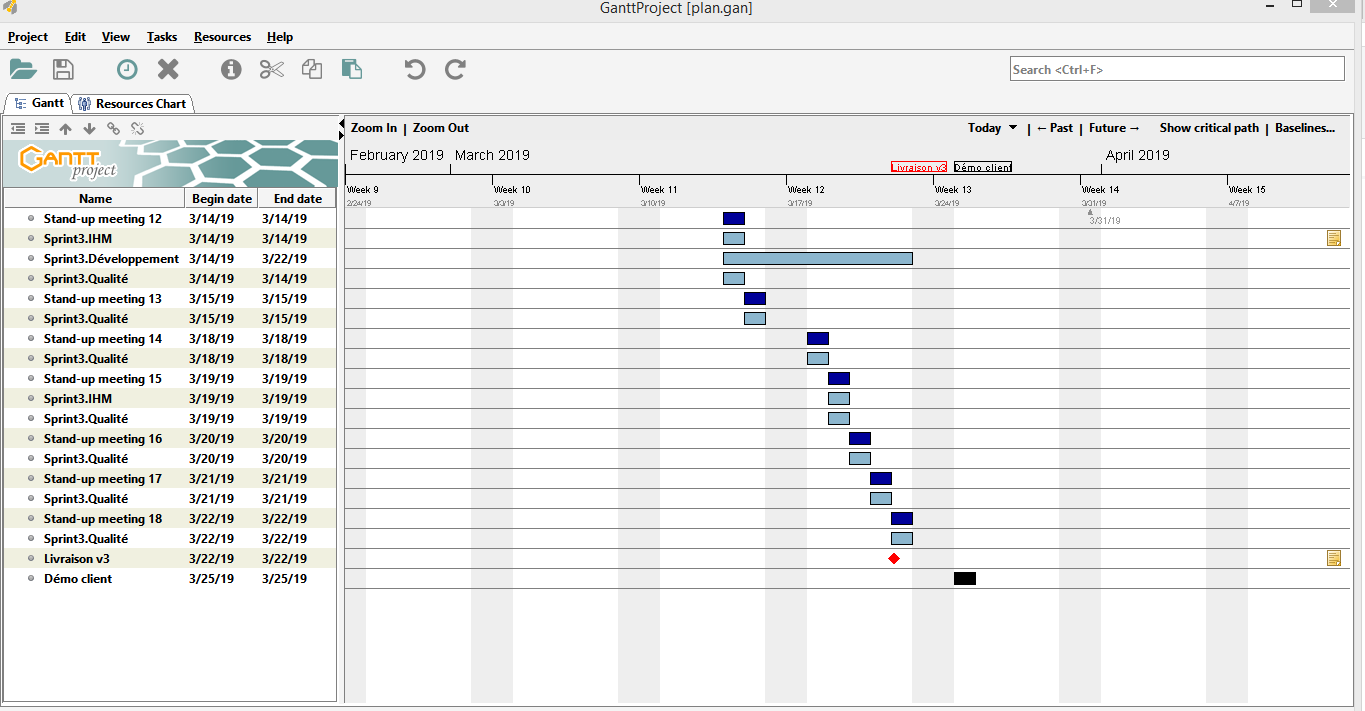 GanttProject [plan.gan]
Project Edit View Tasks Resources Help
Search <Ctrl+F>
Gantt Resources Chart
Zoom In | Zoom Out Today | ←Past | Future→ Show critical path | Baselines...
GANTT project
February 2019 March 2019 April 2019
Livraison v3 Démo client
Week 9 Week 10 Week 11 Week 12 Week 13 Week 14 Week 15
2/24/19 3/3/19 3/10/19 3/17/19 3/24/19 3/31/19 4/7/19
Name Begin date End date
3/31/19
Stand-up meeting 12 3/14/19 3/14/19
Sprint3.IHM 3/14/19 3/14/19
Sprint3.Développement 3/14/19 3/22/19
Sprint3.Qualité 3/14/19 3/14/19
Stand-up meeting 13 3/15/19 3/15/19
Sprint3.Qualité 3/15/19 3/15/19
Stand-up meeting 14 3/18/19 3/18/19
Sprint3.Qualité 3/18/19 3/18/19
Stand-up meeting 15 3/19/19 3/19/19
Sprint3.IHM 3/19/19 3/19/19
Sprint3.Qualité 3/19/19 3/19/19
Stand-up meeting 16 3/20/19 3/20/19
Sprint3.Qualité 3/20/19 3/20/19
Stand-up meeting 17 3/21/19 3/21/19
Sprint3.Qualité 3/21/19 3/21/19
Stand-up meeting 18 3/22/19 3/22/19
Sprint3.Qualité 3/22/19 3/22/19
Livraison v3 3/22/19 3/22/19
Démo client 3/25/19 3/25/19